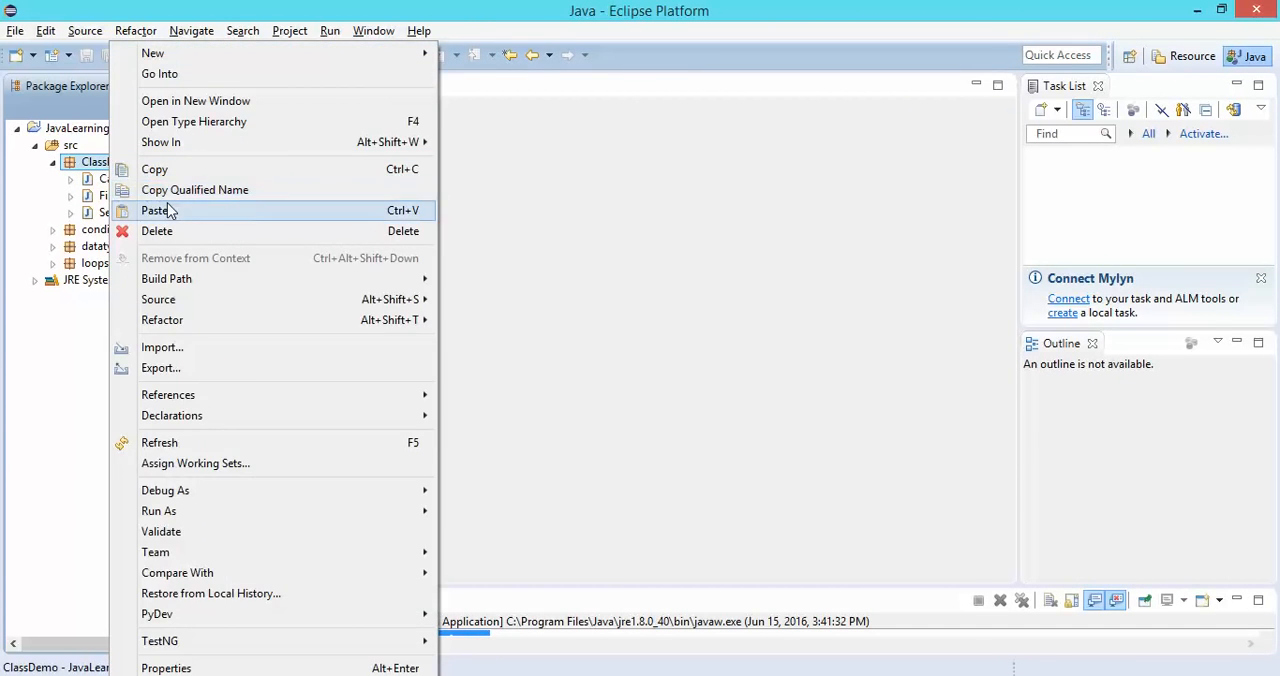 Java - Eclipse Platform
File Edit Source Refactor Navigate Search Project Run Window Help
Quick Access Resource Java
Package Explorer
JavaLearning
src
Class
Ca
Fi
Se
condi
dataty
loops
JRE Syste
New
Go Into
Open in New Window
Open Type Hierarchy F4
Show In Alt+Shift+W
Copy Ctrl+C
Copy Qualified Name
Paste Ctrl+V
Delete Delete
Remove from Context Ctrl+Alt+Shift+Down
Build Path
Source Alt+Shift+S
Refactor Alt+Shift+T
Import...
Export...
References
Declarations
Refresh F5
Assign Working Sets...
Debug As
Run As
Validate
Team
Compare With
Restore from Local History...
PyDev
TestNG
Properties Alt+Enter
Task List
Find All Activate...
Connect Mylyn
Connect to your task and ALM tools or
create a local task.
Outline
An outline is not available.
Application] C:\Program Files\Java\jre1.8.0_40\bin\javaw.exe (Jun 15, 2016, 3:41:32 PM)
ClassDemo - JavaLear